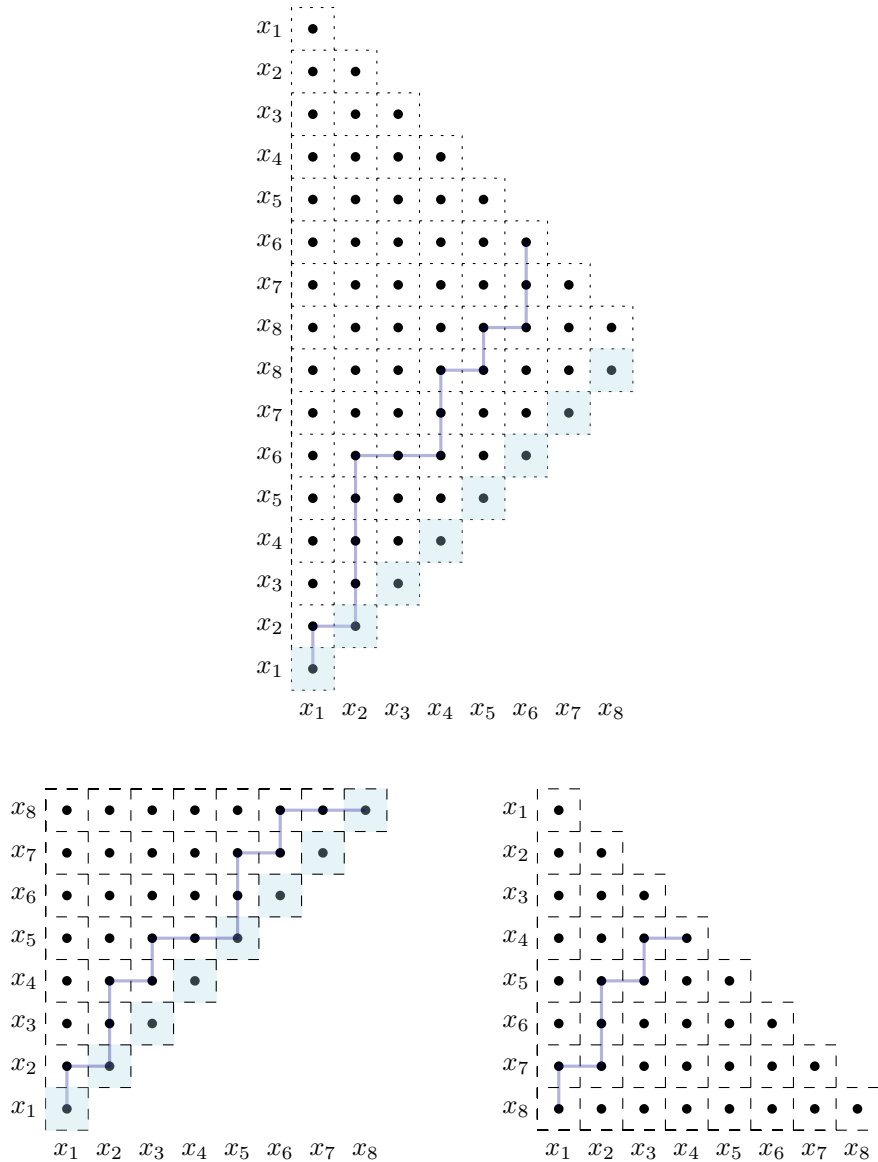 x₁
x₂
x₃
x₄
x₅
x₆
x₇
x₈
x₈
x₇
x₆
x₅
x₄
x₃
x₂
x₁
x₁ x₂ x₃ x₄ x₅ x₆ x₇ x₈
x₈
x₇
x₆
x₅
x₄
x₃
x₂
x₁
x₁ x₂ x₃ x₄ x₅ x₆ x₇ x₈
x₁
x₂
x₃
x₄
x₅
x₆
x₇
x₈
x₁ x₂ x₃ x₄ x₅ x₆ x₇ x₈